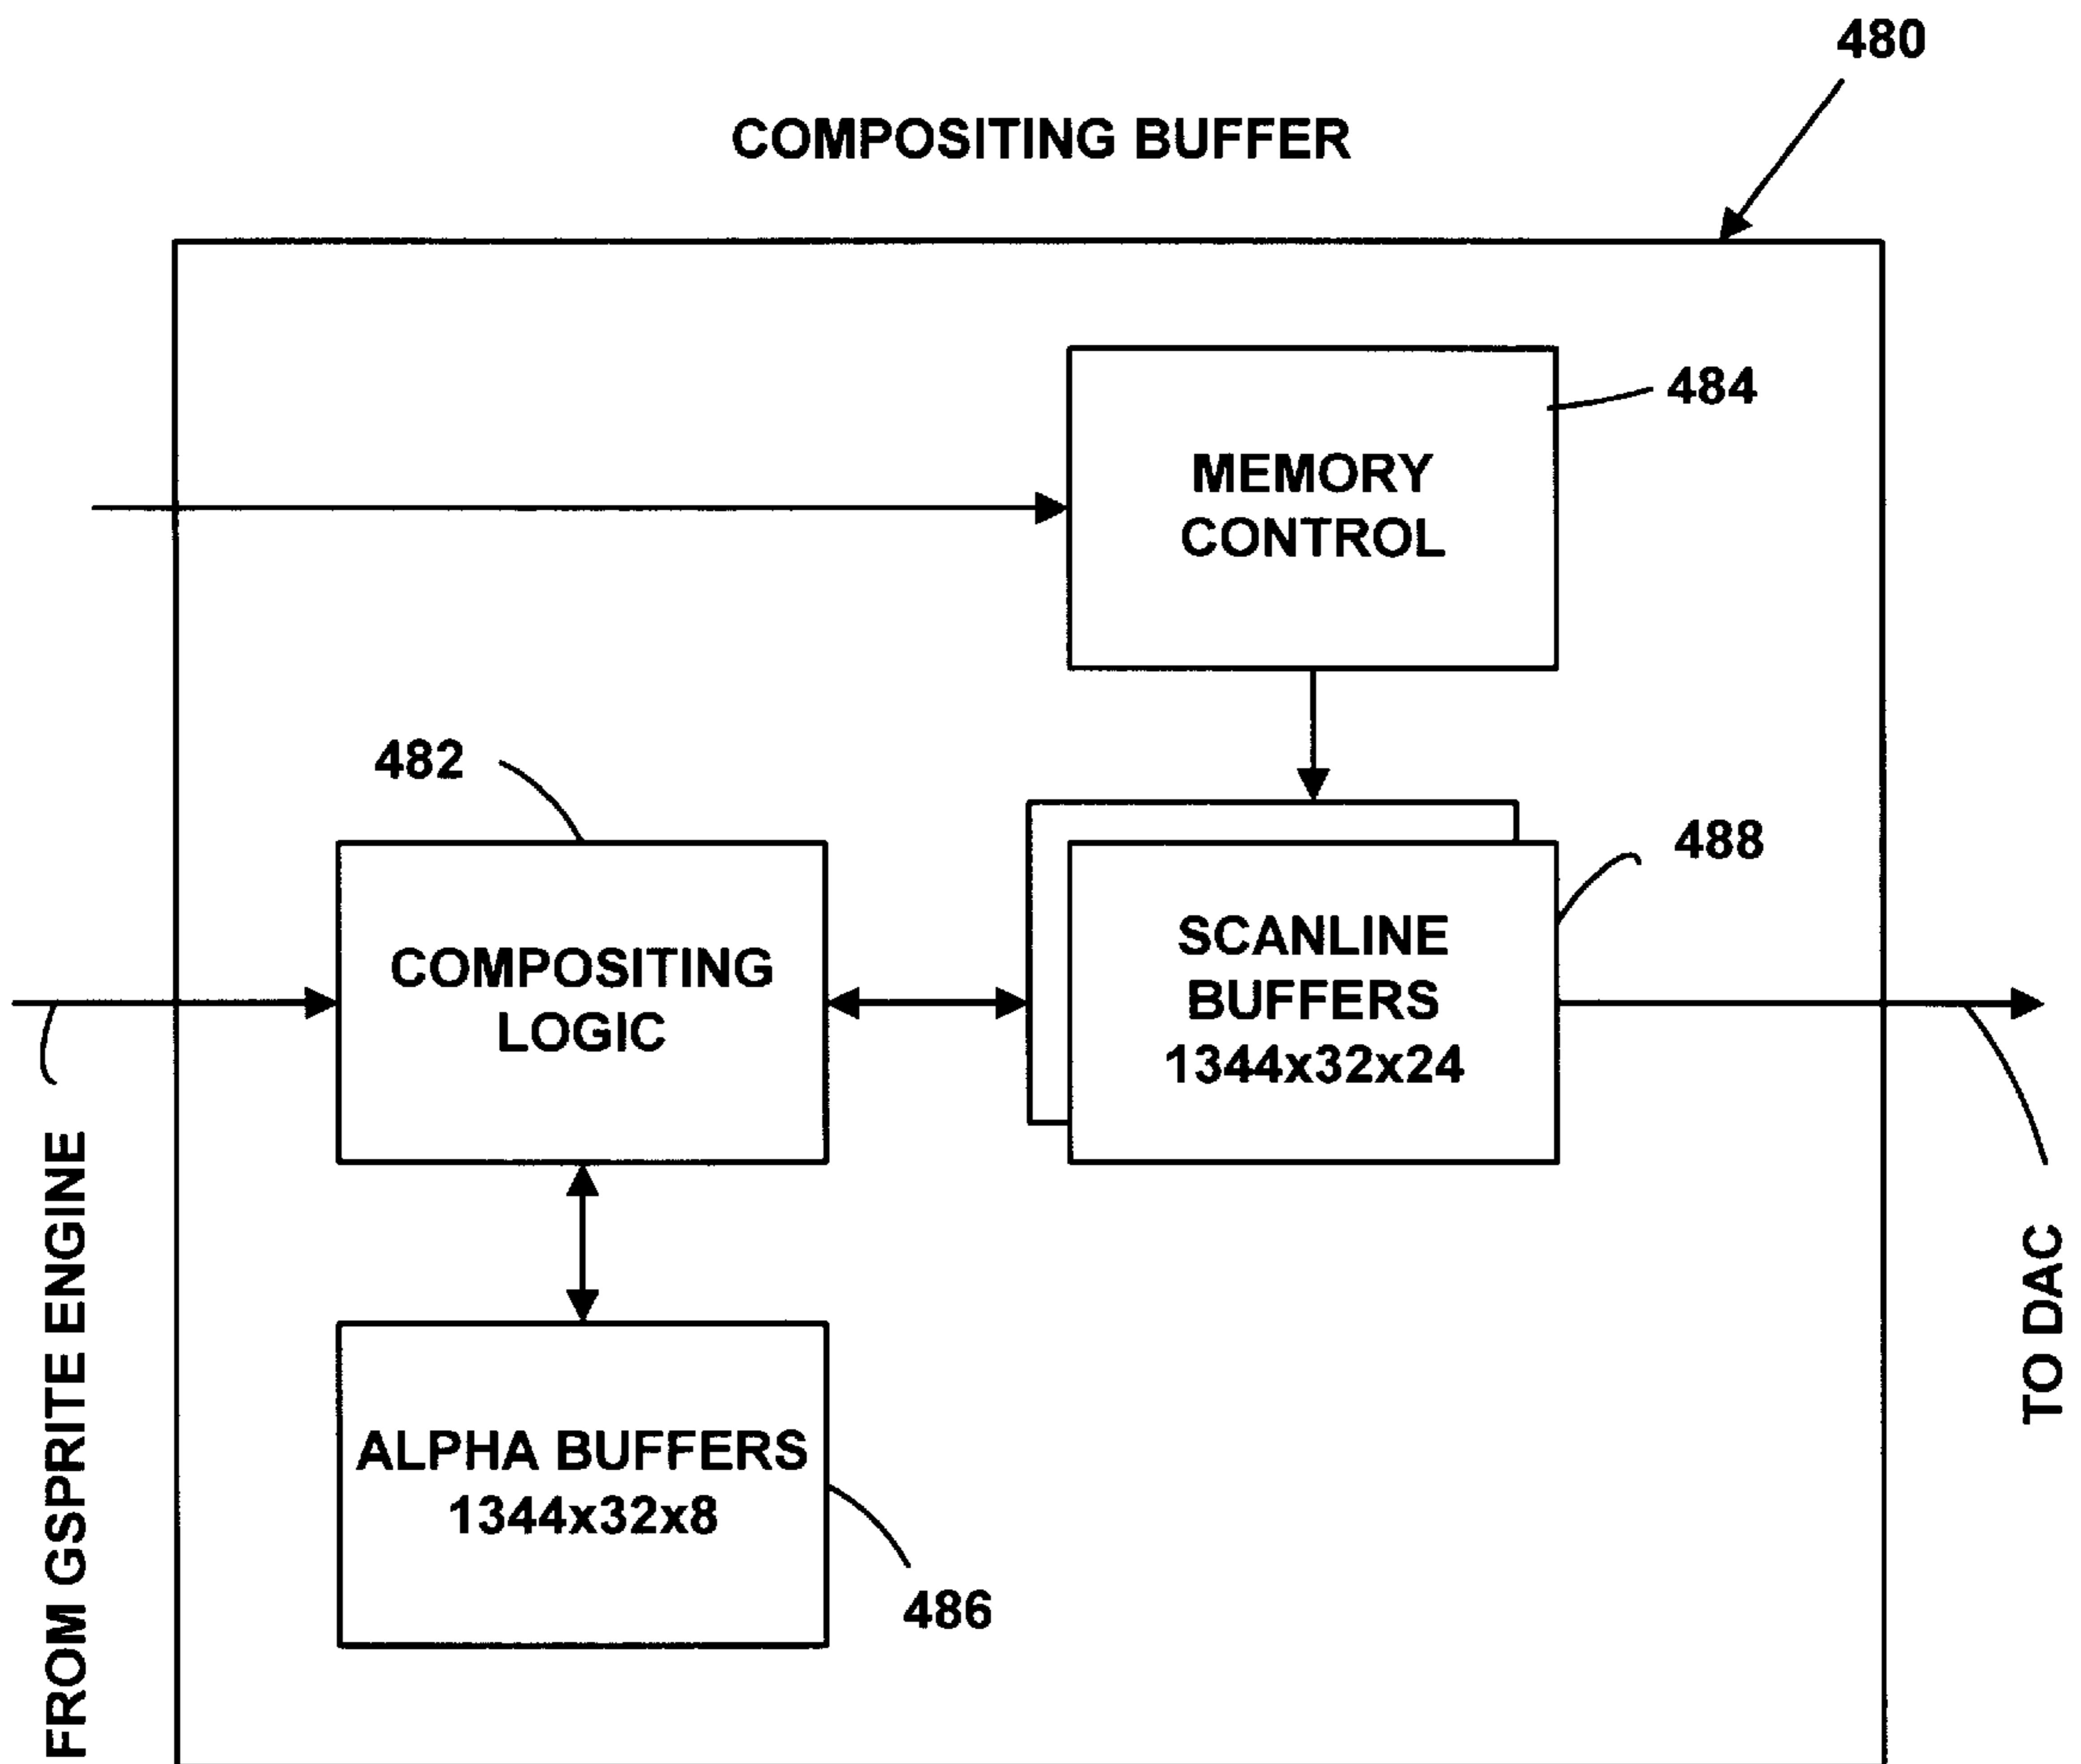 480
COMPOSITING BUFFER
484
MEMORY
CONTROL
482
488
COMPOSITING
LOGIC
SCANLINE
BUFFERS
1344x32x24
FROM GSPRITE ENGINE
TO DAC
ALPHA BUFFERS
1344x32x8
486